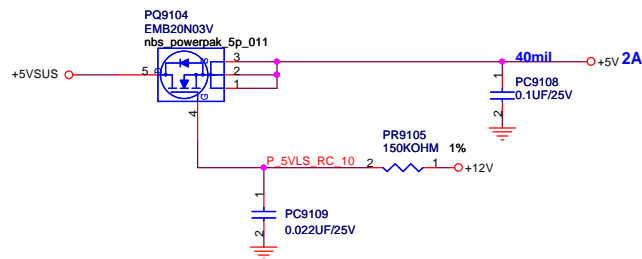 PQ9104
EMB20N03V
nbs_powerpak_5p_011
+5VSUS
5
D
S
G
3
2
1
4
40mil
+5V 2A
1
2
PC9108
0.1UF/25V
P_5VLS_RC_10
2
PR9105
150KOHM 1%
1
+12V
1
2
PC9109
0.022UF/25V